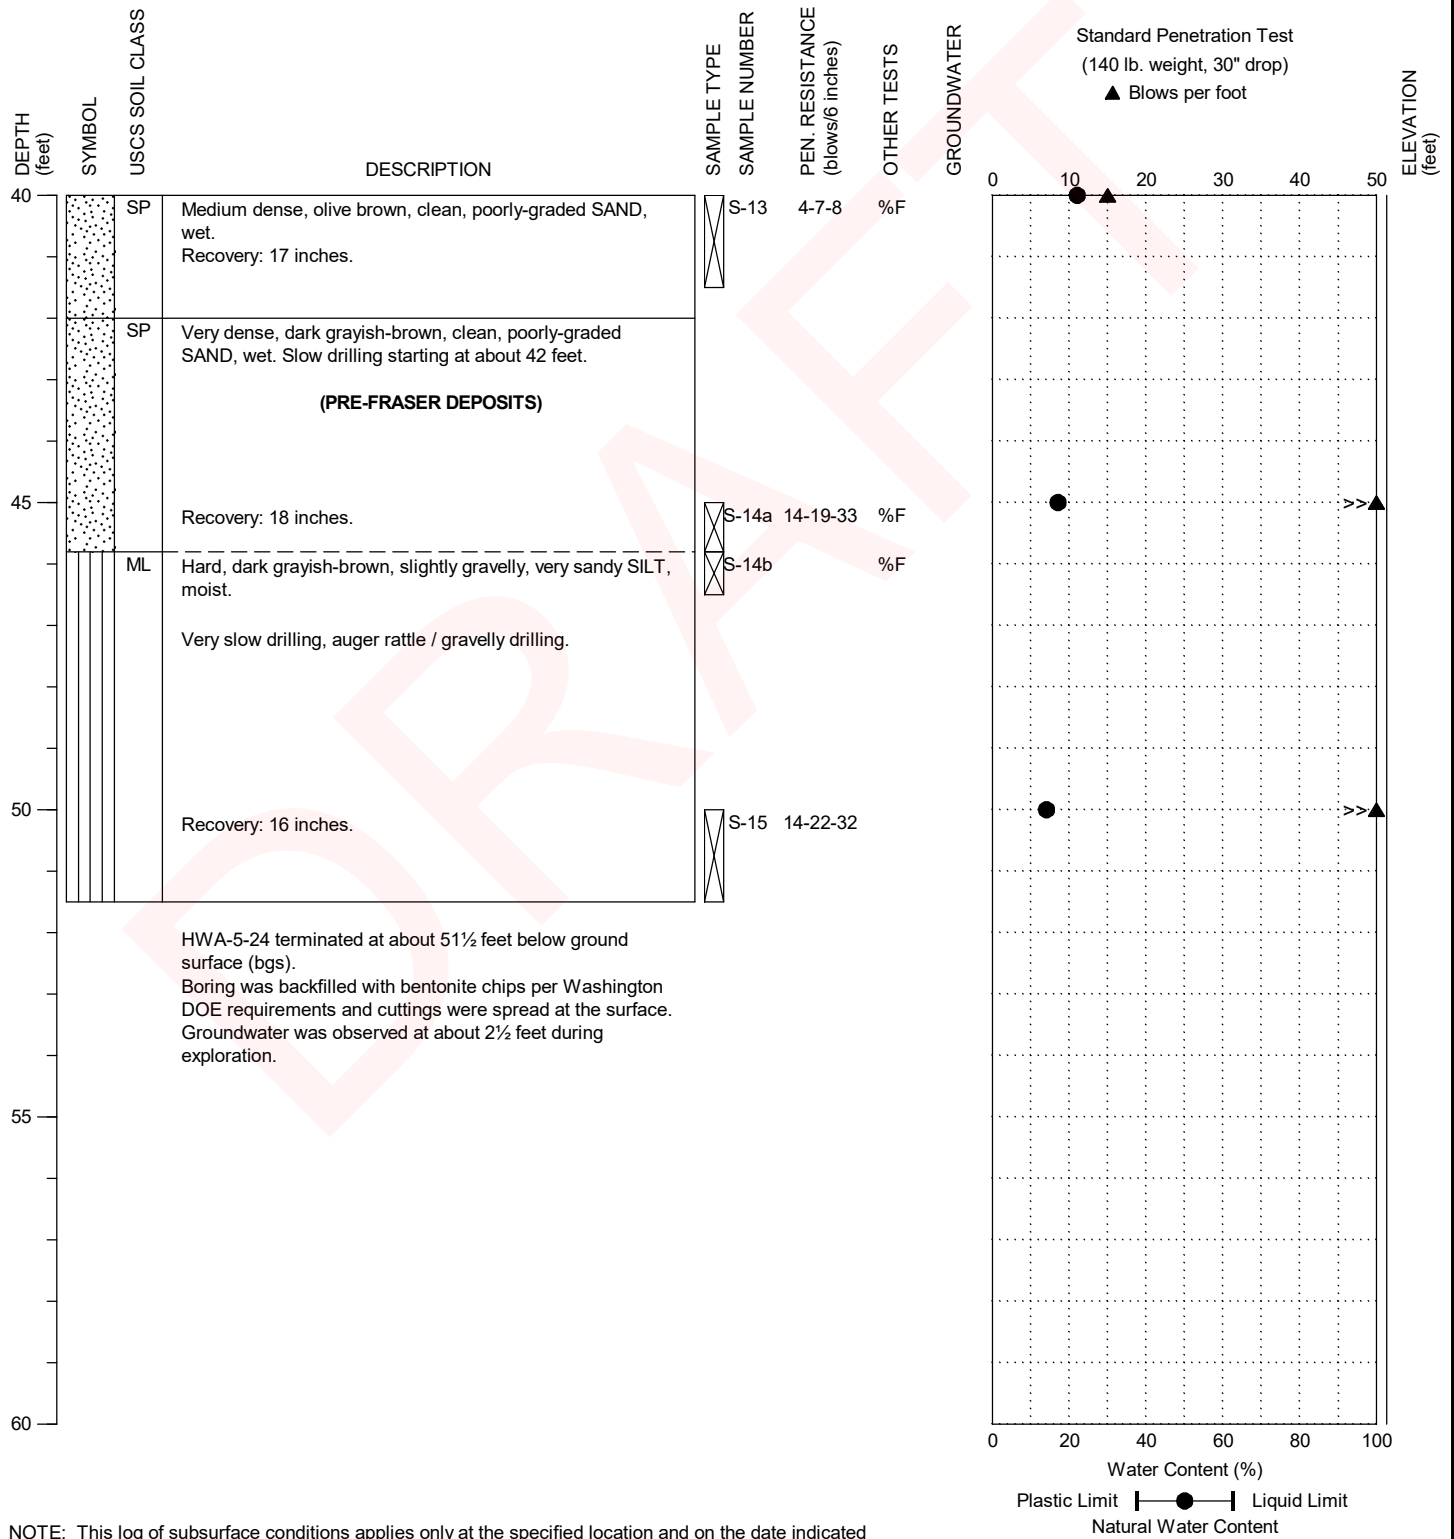 DEPTH
(feet)
SYMBOL
USCS SOIL CLASS
DESCRIPTION
SAMPLE TYPE
SAMPLE NUMBER
PEN. RESISTANCE
(blows/6 inches)
OTHER TESTS
GROUNDWATER
Standard Penetration Test
(140 lb. weight, 30" drop)
▲ Blows per foot
ELEVATION
(feet)
0 10 20 30 40 50
40
SP Medium dense, olive brown, clean, poorly-graded SAND, S-13 4-7-8 %F
wet.
Recovery: 17 inches.
SP Very dense, dark grayish-brown, clean, poorly-graded
SAND, wet. Slow drilling starting at about 42 feet.
(PRE-FRASER DEPOSITS)
45 >>
Recovery: 18 inches. S-14a 14-19-33 %F
ML Hard, dark grayish-brown, slightly gravelly, very sandy SILT, S-14b %F
moist.
Very slow drilling, auger rattle / gravelly drilling.
50 >>
Recovery: 16 inches. S-15 14-22-32
HWA-5-24 terminated at about 51½ feet below ground
surface (bgs).
Boring was backfilled with bentonite chips per Washington
DOE requirements and cuttings were spread at the surface.
Groundwater was observed at about 2½ feet during
exploration.
55
60
0 20 40 60 80 100
Water Content (%)
Plastic Limit Liquid Limit
Natural Water Content
NOTE: This log of subsurface conditions applies only at the specified location and on the date indicated
DRAFT